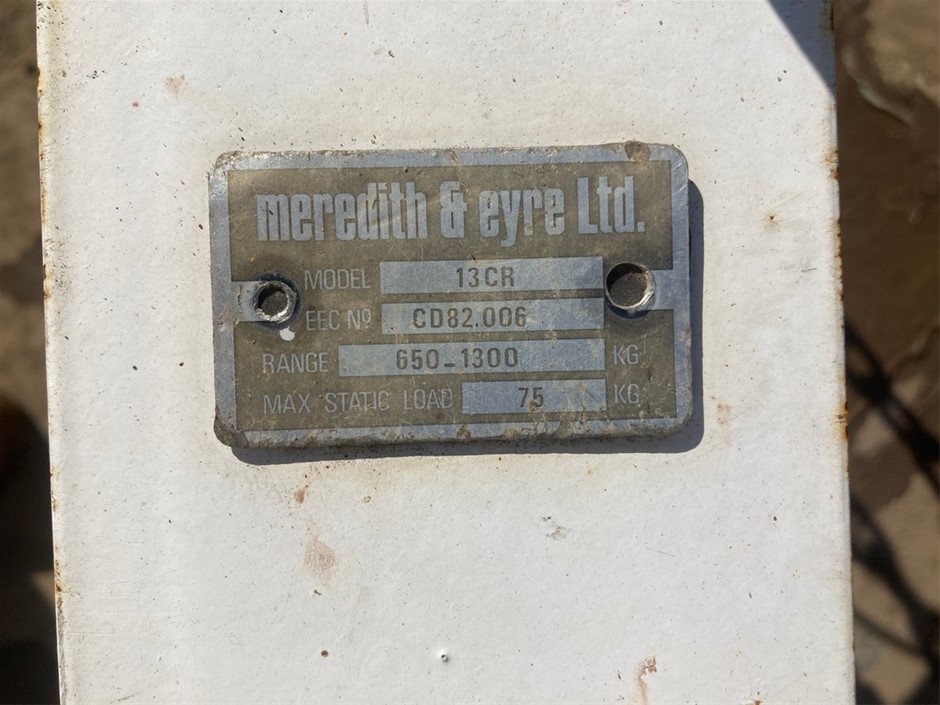 meredith & eyre Ltd.
MODEL 13CR
EEC Nº CD82.006
RANGE 650-1300 KG
MAX STATIC LOAD 75 KG